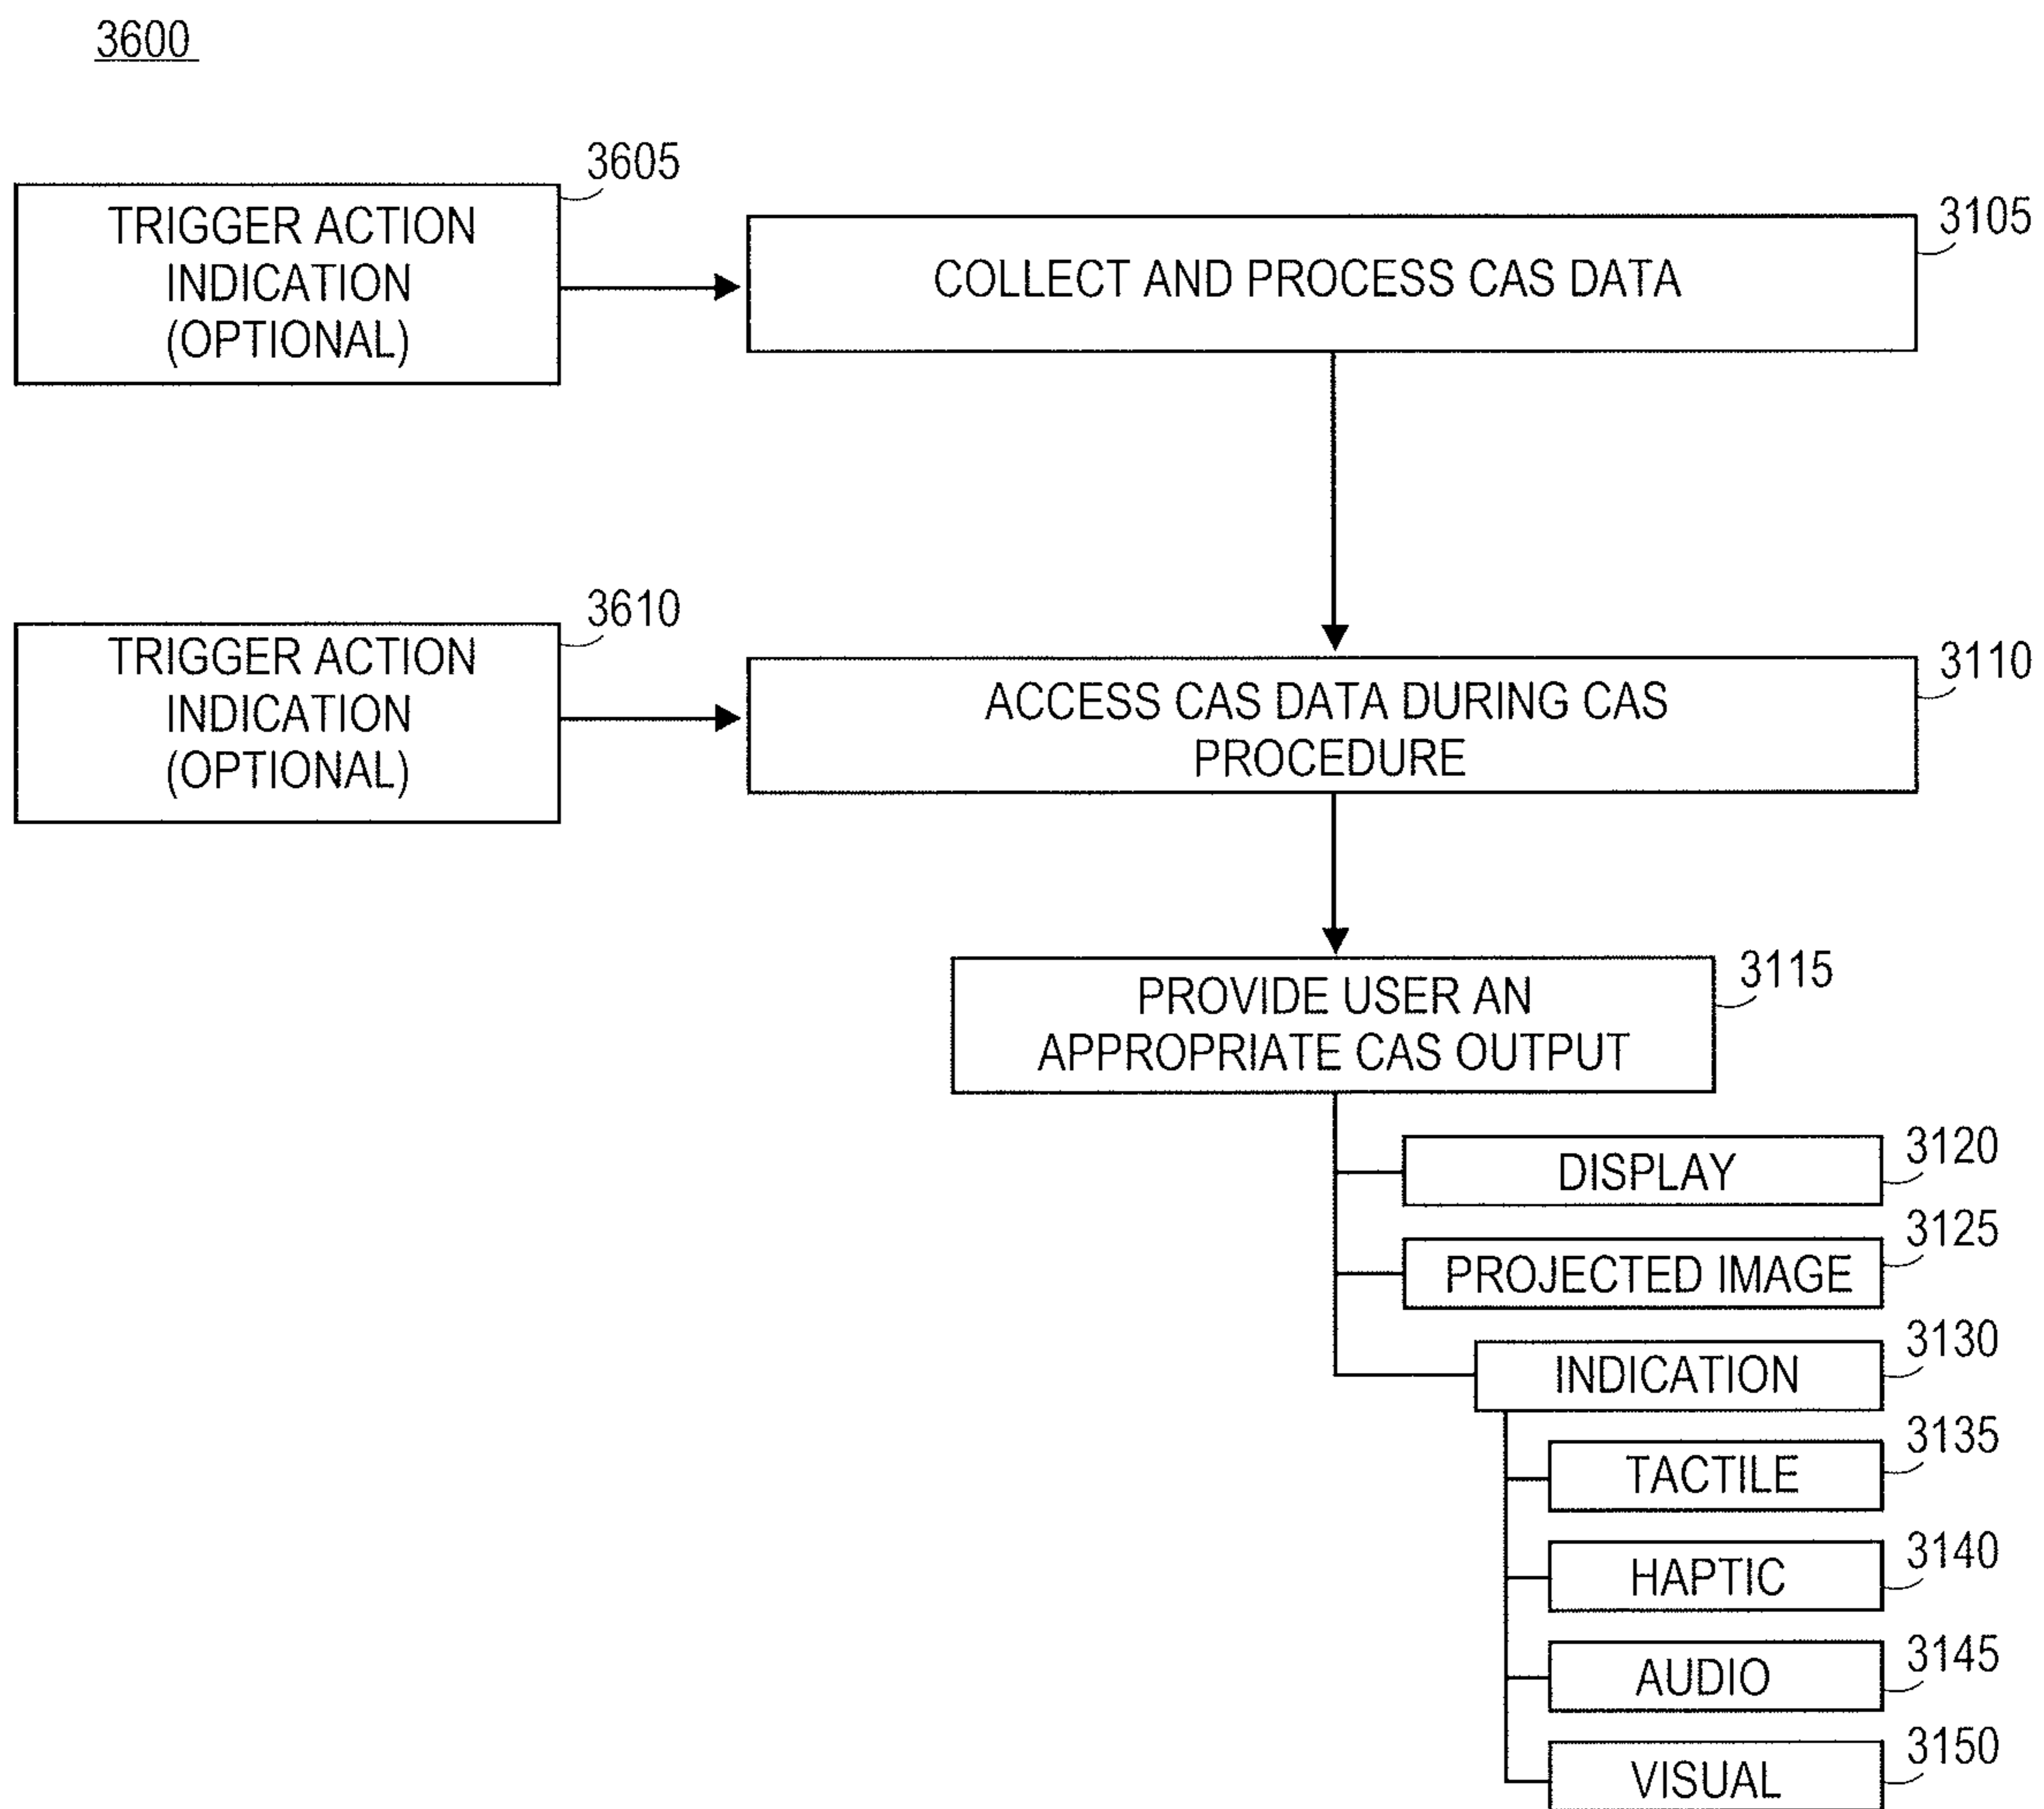 3600
3605
TRIGGER ACTION
INDICATION
(OPTIONAL)
3105
COLLECT AND PROCESS CAS DATA
3610
TRIGGER ACTION
INDICATION
(OPTIONAL)
3110
ACCESS CAS DATA DURING CAS
PROCEDURE
3115
PROVIDE USER AN
APPROPRIATE CAS OUTPUT
3120
DISPLAY
3125
PROJECTED IMAGE
3130
INDICATION
3135
TACTILE
3140
HAPTIC
3145
AUDIO
3150
VISUAL